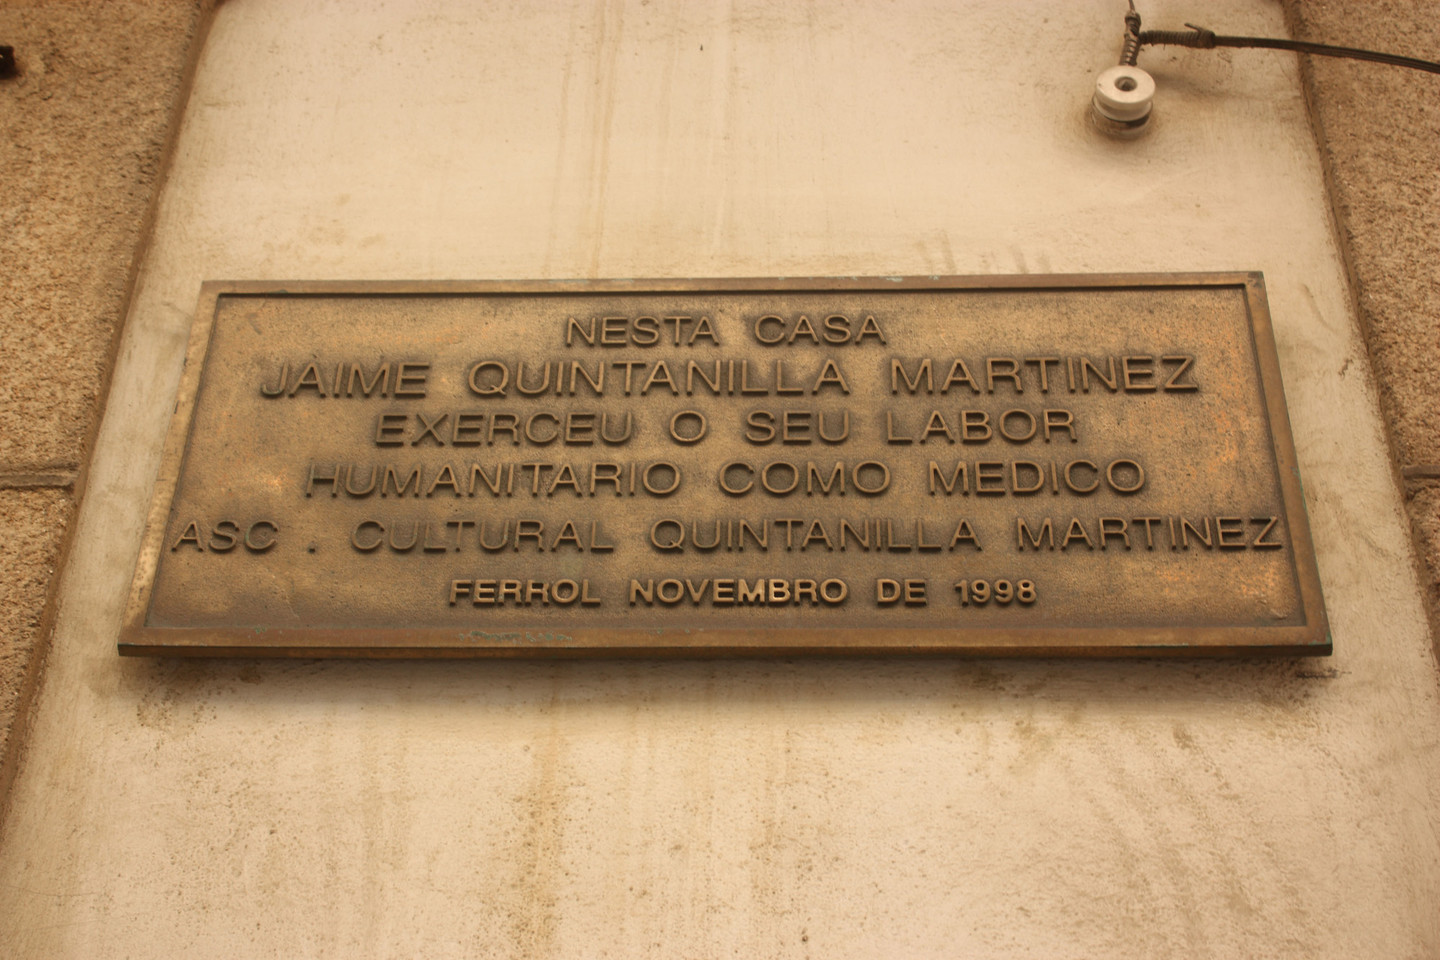 NESTA CASA
JAIME QUINTANILLA MARTINEZ
EXERCEU O SEU LABOR
HUMANITARIO COMO MEDICO
ASC . CULTURAL QUINTANILLA MARTINEZ
FERROL NOVEMBRO DE 1998